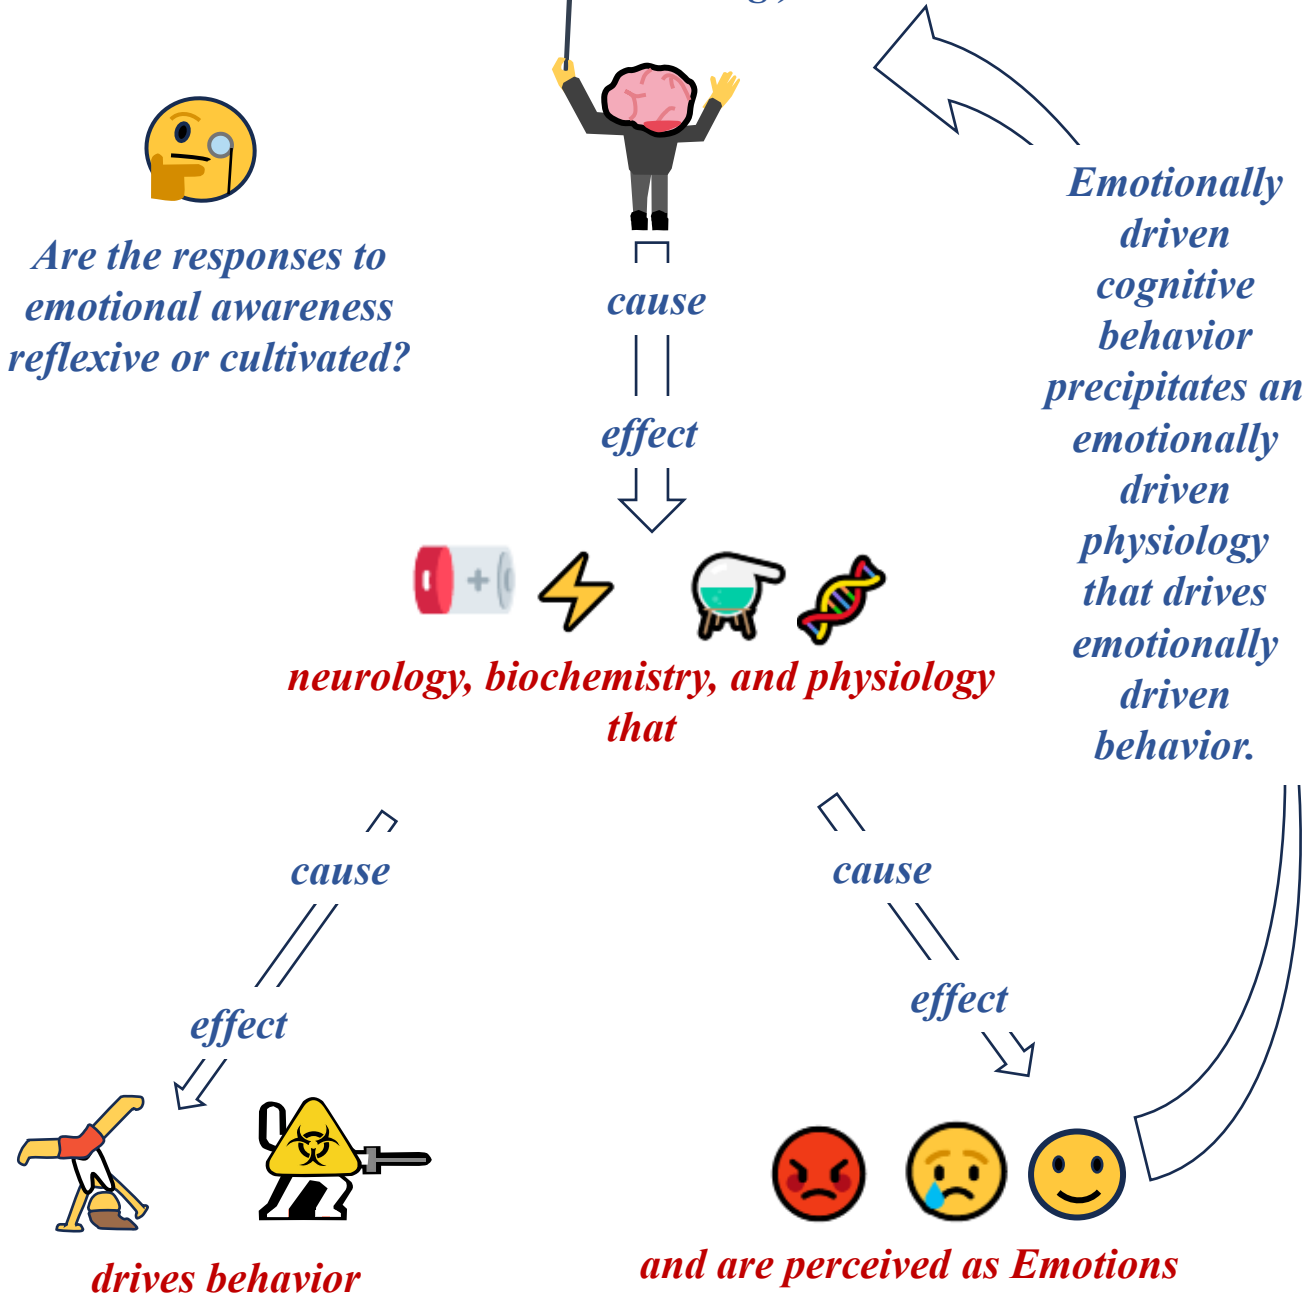 Are the responses to
emotional awareness
reflexive or cultivated?
cause
effect
Emotionally
driven
cognitive
behavior
precipitates an
emotionally
driven
physiology
that drives
emotionally
driven
behavior.
neurology, biochemistry, and physiology
that
cause
effect
cause
effect
drives behavior
and are perceived as Emotions